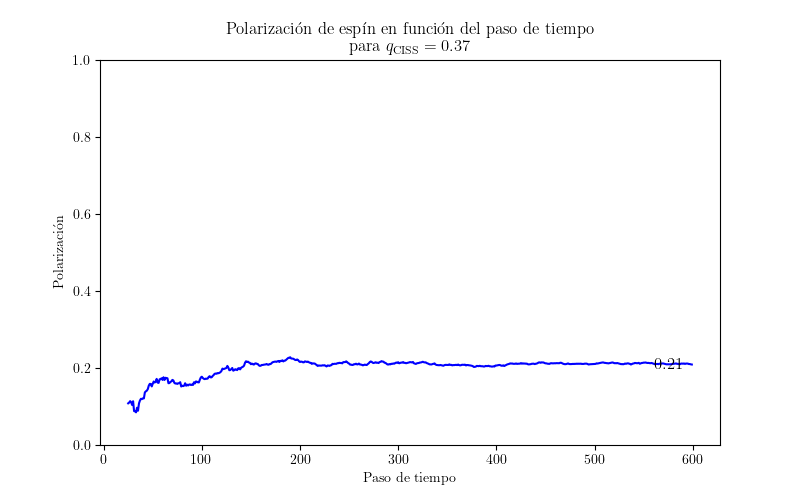 Polarización de espín en función del paso de tiempo
para q_CISS = 0.37
1.0
0.8
0.6
0.4
0.2
0.0
Polarización
0.21
0 100 200 300 400 500 600
Paso de tiempo